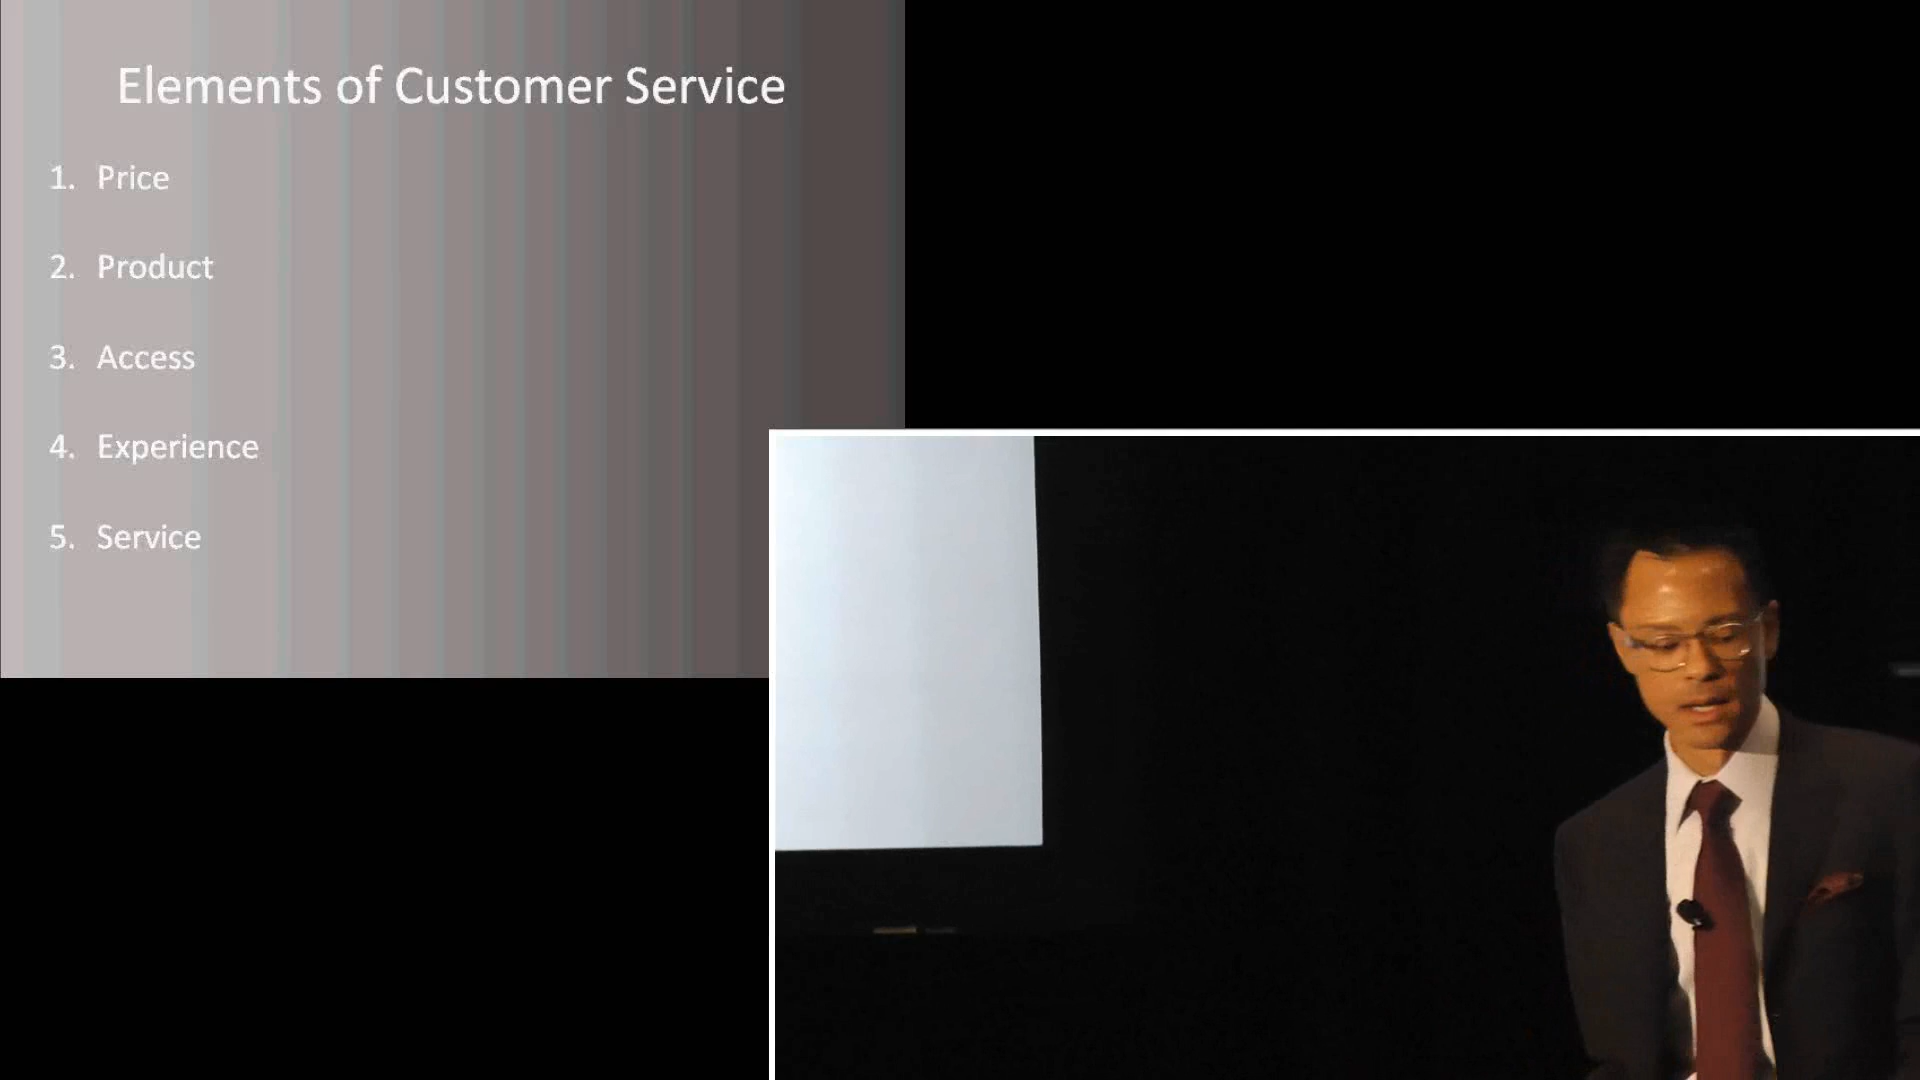 Elements of Customer Service
1. Price
2. Product
3. Access
4. Experience
5. Service